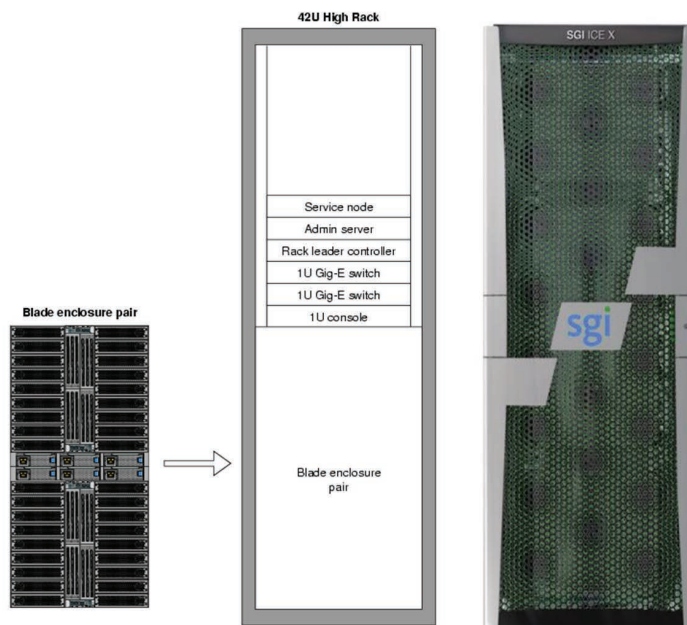 42U High Rack
SGI ICE X
Service node
Admin server
Rack leader controller
1U Gig-E switch
1U Gig-E switch
1U console
Blade enclosure pair
sgi
Blade enclosure
pair